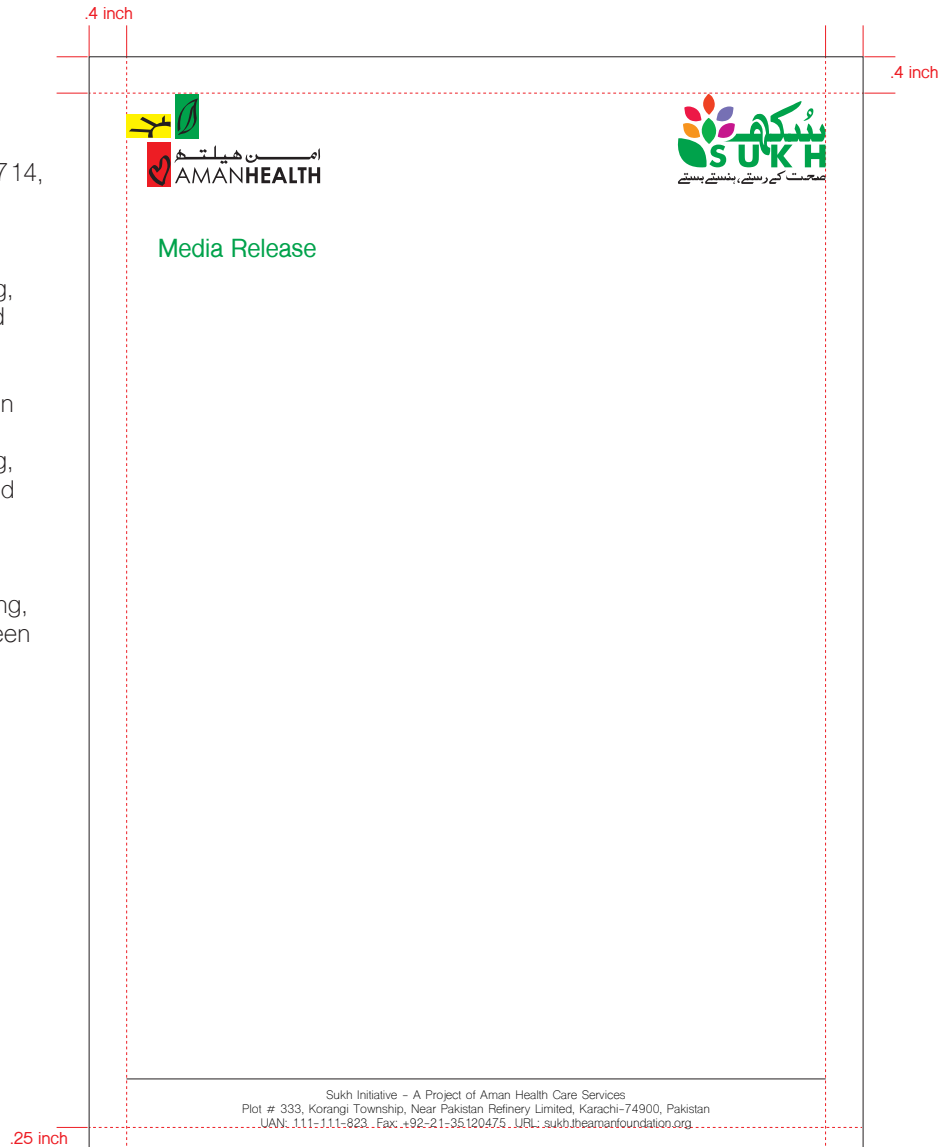 .4 inch
.4 inch
714,
امن هیلتھ
AMANHEALTH
سُکھ
SUKH
صحت کے رستے، ہنستے بستے
Media Release
g,
d
n
g,
d
ng,
een
Sukh Initiative - A Project of Aman Health Care Services
Plot # 333, Korangi Township, Near Pakistan Refinery Limited, Karachi-74900, Pakistan
UAN: 111-111-823 Fax: +92-21-35120475 URL: sukh.theamanfoundation.org
.25 inch